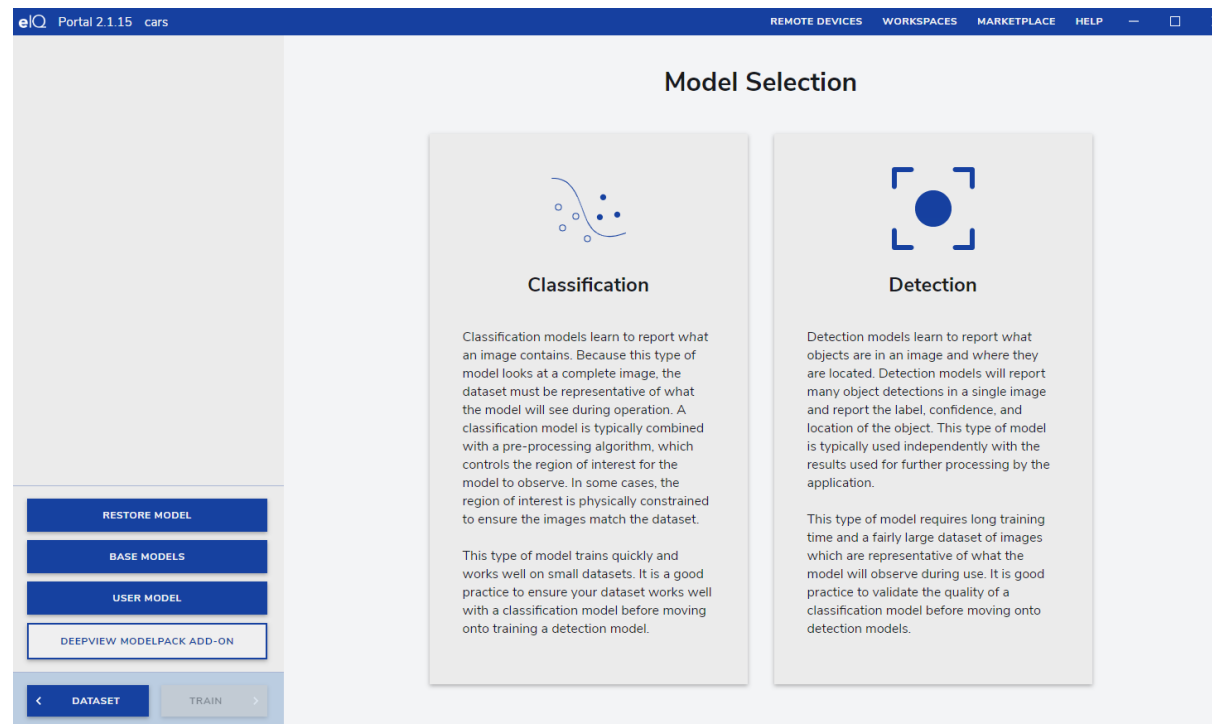 eIQ Portal 2.1.15 cars
REMOTE DEVICES WORKSPACES MARKETPLACE HELP
Model Selection
Classification
Classification models learn to report what
an image contains. Because this type of
model looks at a complete image, the
dataset must be representative of what
the model will see during operation. A
classification model is typically combined
with a pre-processing algorithm, which
controls the region of interest for the
model to observe. In some cases, the
region of interest is physically constrained
to ensure the images match the dataset.
This type of model trains quickly and
works well on small datasets. It is a good
practice to ensure your dataset works well
with a classification model before moving
onto training a detection model.
Detection
Detection models learn to report what
objects are in an image and where they
are located. Detection models will report
many object detections in a single image
and report the label, confidence, and
location of the object. This type of model
is typically used independently with the
results used for further processing by the
application.
This type of model requires long training
time and a fairly large dataset of images
which are representative of what the
model will observe during use. It is good
practice to validate the quality of a
classification model before moving onto
detection models.
RESTORE MODEL
BASE MODELS
USER MODEL
DEEPVIEW MODELPACK ADD-ON
DATASET
TRAIN